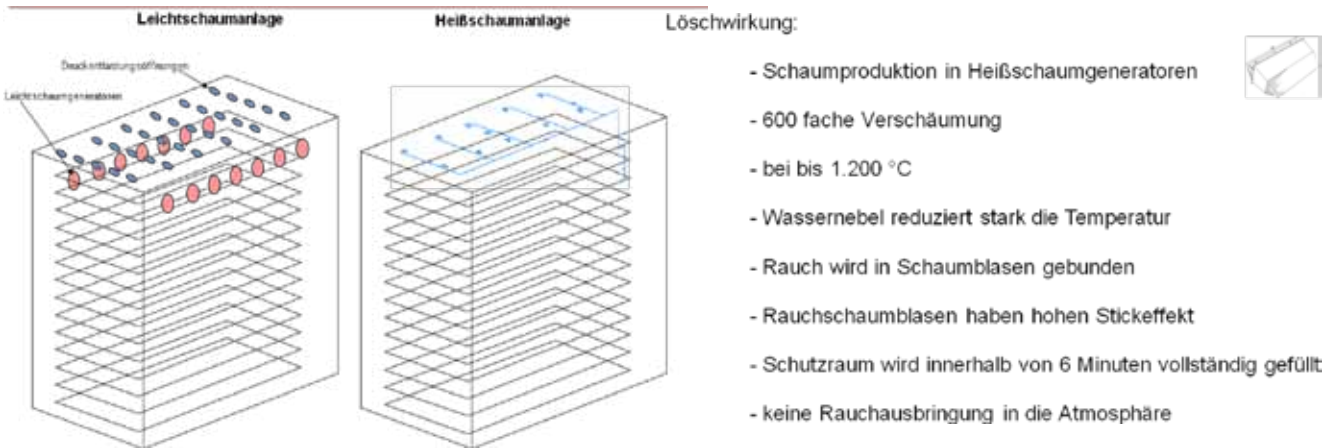 Leichtschaumanlage
Heißschaumanlage
Druckentlastungsöffnungen
Leichtschaumgeneratoren
Löschwirkung:
- Schaumproduktion in Heißschaumgeneratoren
- 600 fache Verschäumung
- bei bis 1.200 °C
- Wassernebel reduziert stark die Temperatur
- Rauch wird in Schaumblasen gebunden
- Rauchschaumblasen haben hohen Stickeffekt
- Schutzraum wird innerhalb von 6 Minuten vollständig gefüllt
- keine Rauchausbringung in die Atmosphäre